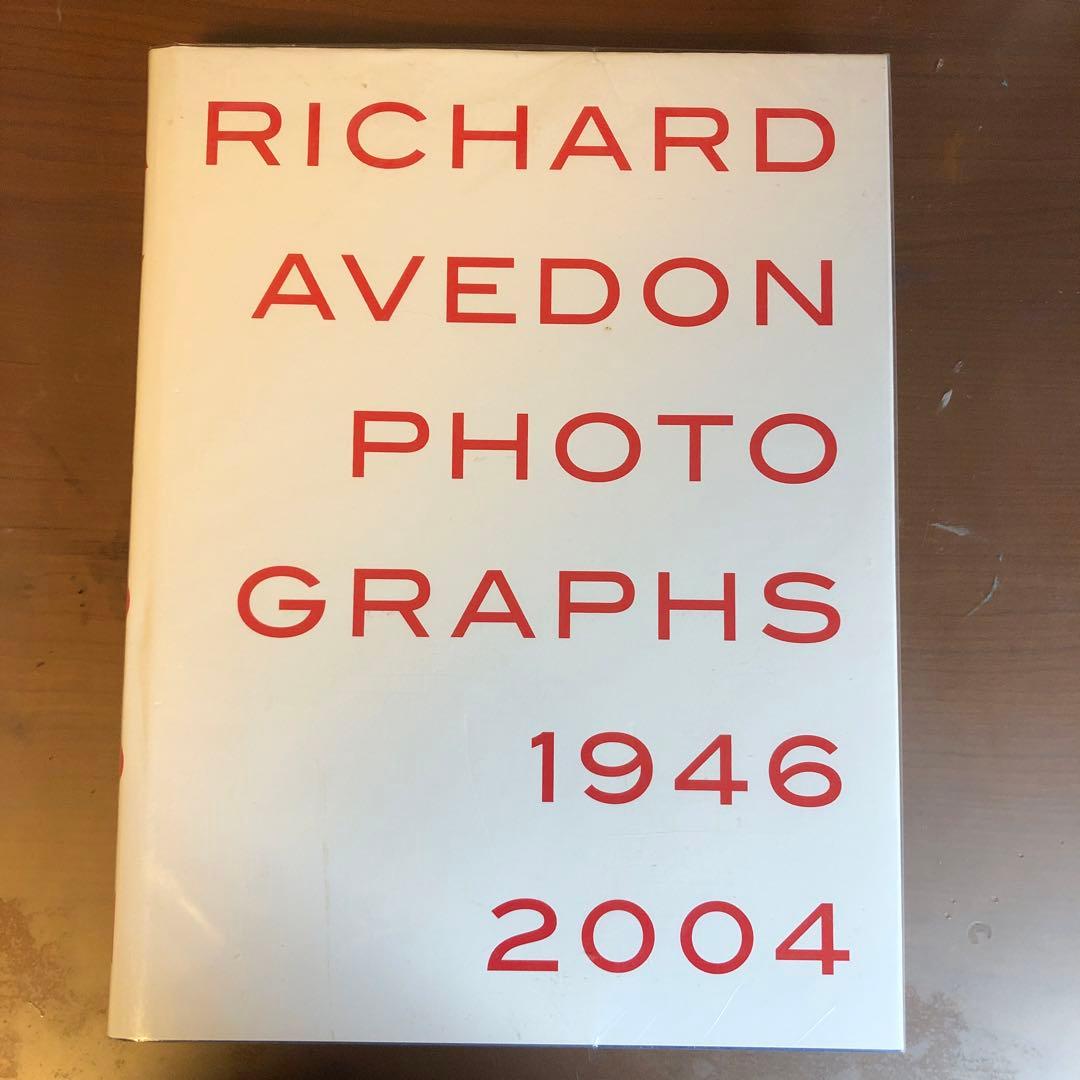 RICHARD
AVEDON
PHOTO
GRAPHS
1946
2004